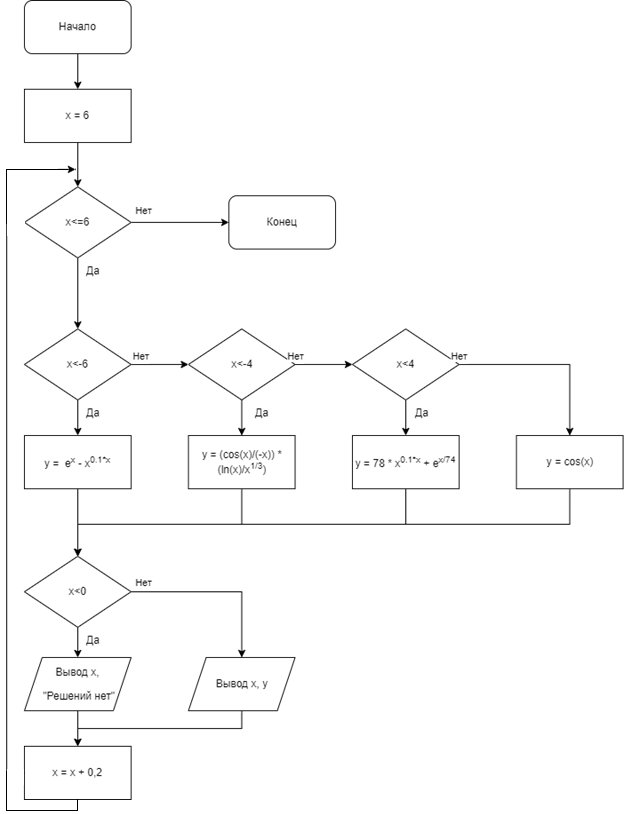 Начало
x = 6
x<=6
Нет
Конец
Да
x<-6
Нет
x<-4
Нет
x<4
Нет
Да
Да
Да
y = e^x - x^0.1*x
y = (cos(x)/(-x)) *
(ln(x)/x^1/3)
y = 78 * x^0.1*x + e^x/74
y = cos(x)
x<0
Нет
Да
Вывод x,
"Решений нет"
Вывод x, y
x = x + 0,2